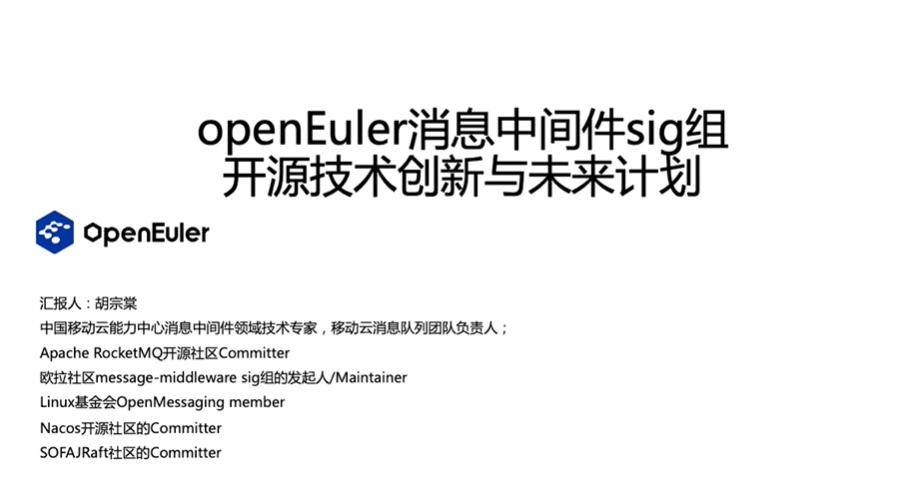 openEuler消息中间件sig组
开源技术创新与未来计划
OpenEuler
汇报人：胡宗棠
中国移动云能力中心消息中间件领域技术专家，移动云消息队列团队负责人；
Apache RocketMQ开源社区Committer
欧拉社区message-middleware sig组的发起人/Maintainer
Linux基金会OpenMessaging member
Nacos开源社区的Committer
SOFAJRaft社区的Committer